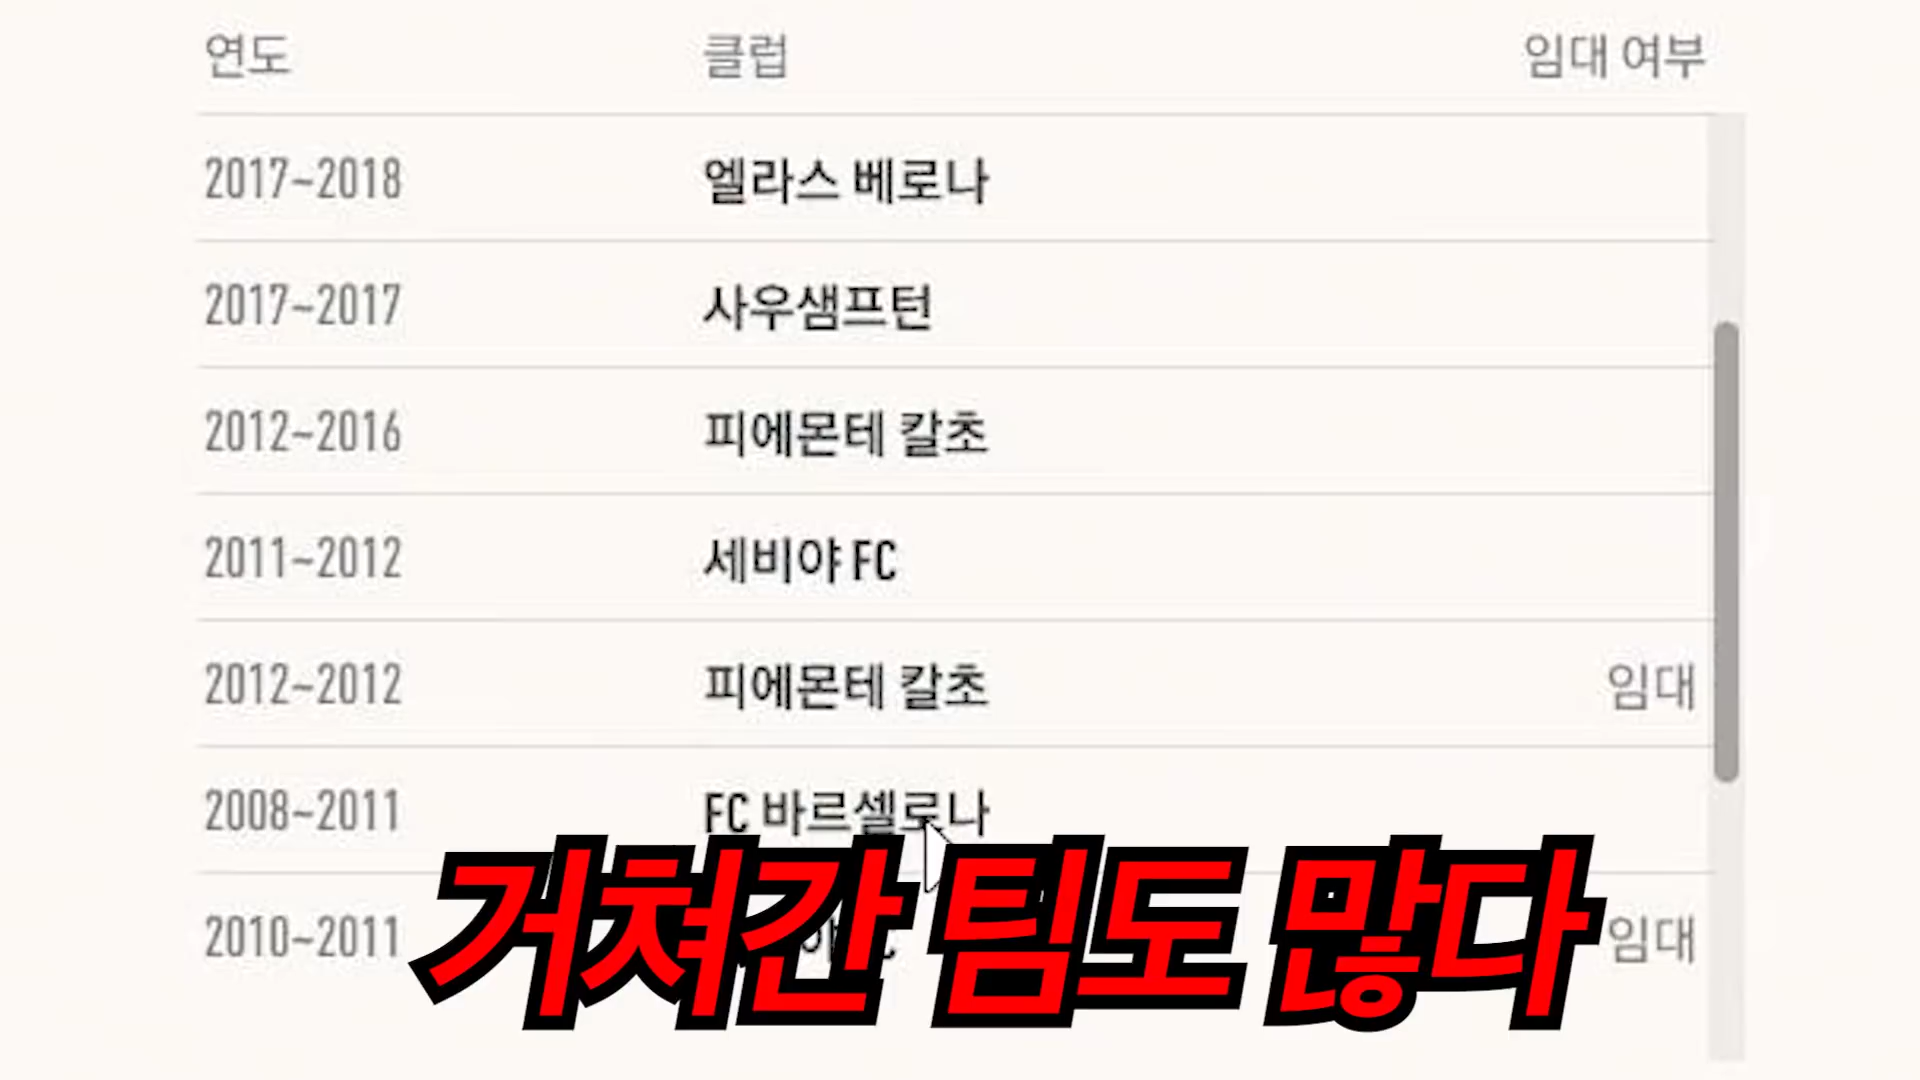 연도 클럽 임대 여부
2017~2018 엘라스 베로나
2017~2017 사우샘프턴
2012~2016 피에몬테 칼초
2011~2012 세비야 FC
2012~2012 피에몬테 칼초 임대
2008~2011 FC 바르셀로나
2010~2011 임대
거쳐간 팀도 많다